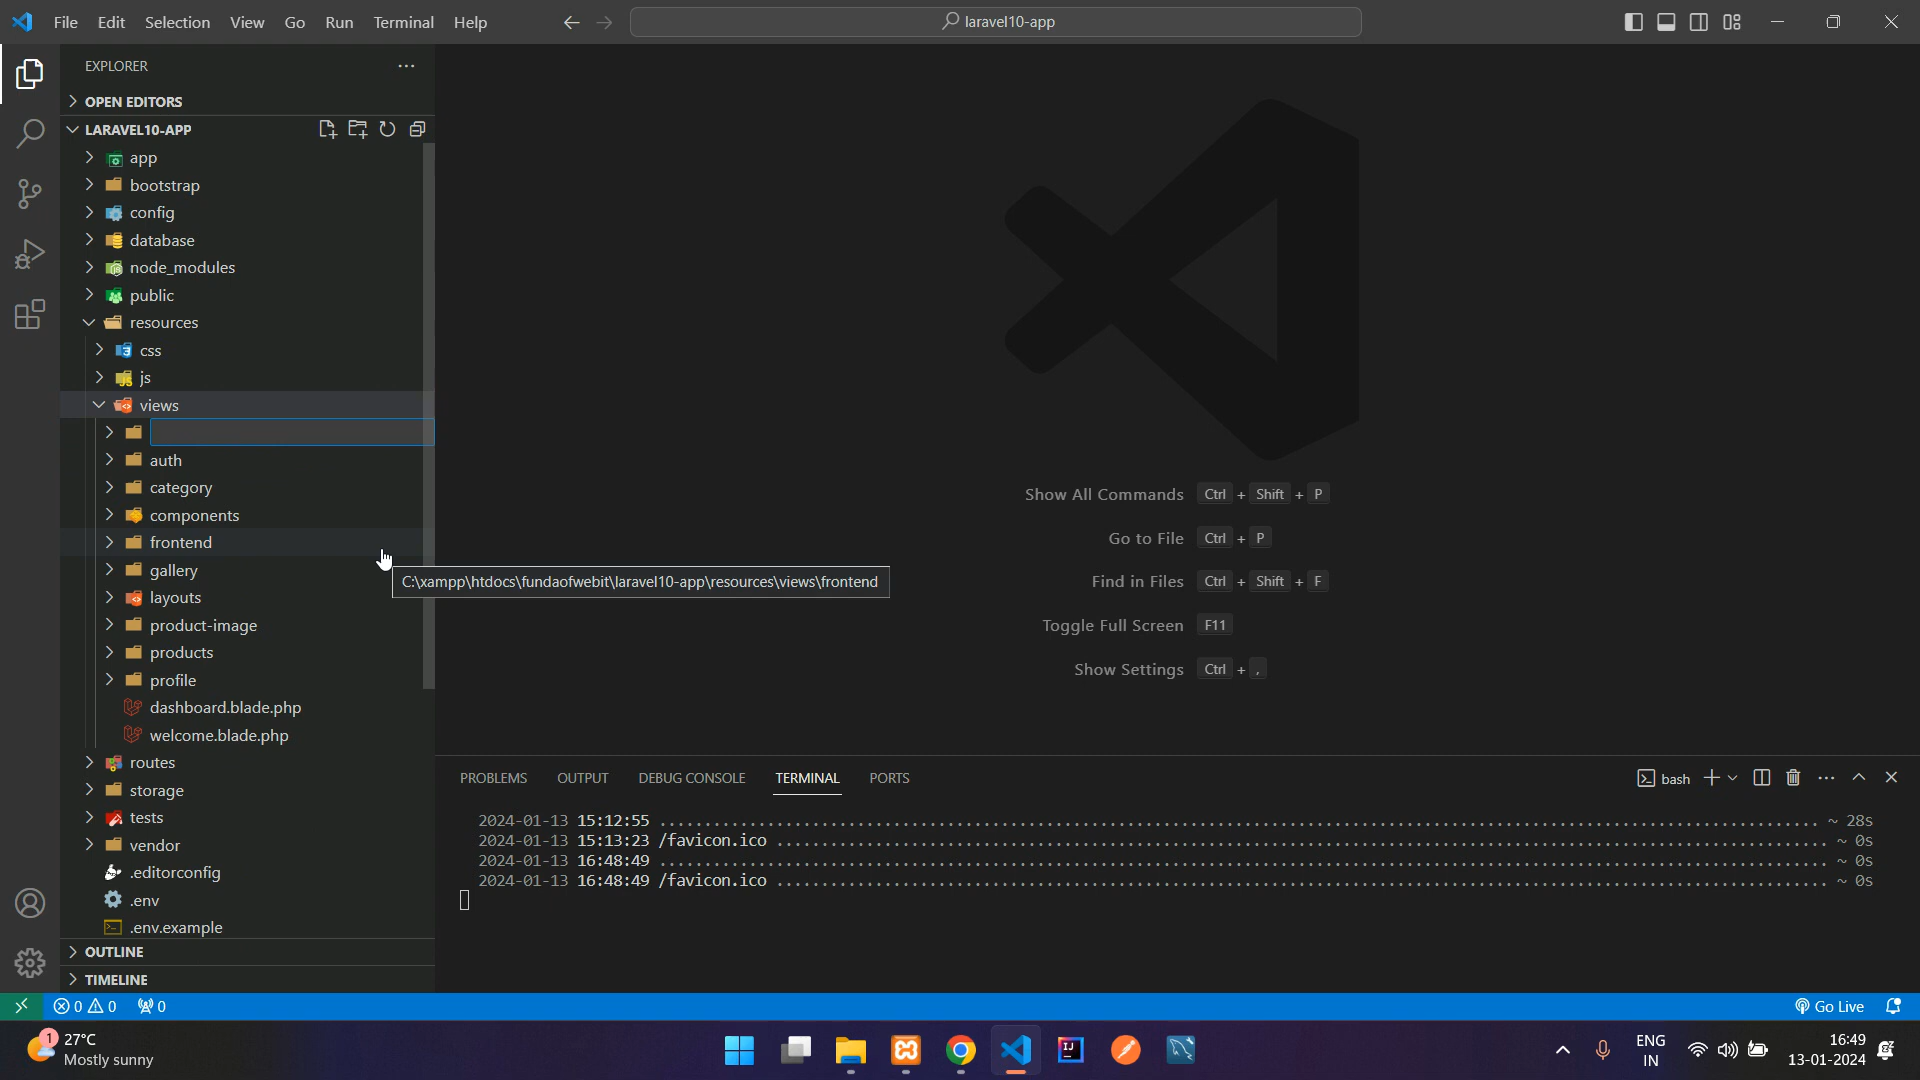 File Edit Selection View Go Run Terminal Help
laravel10-app
EXPLORER
OPEN EDITORS
LARAVEL10-APP
app
bootstrap
config
database
node_modules
public
resources
css
js
views
auth
category
components
frontend
gallery
layouts
product-image
products
profile
dashboard.blade.php
welcome.blade.php
routes
storage
tests
vendor
.editorconfig
.env
.env.example
OUTLINE
TIMELINE
C:\xampp\htdocs\fundaofwebit\laravel10-app\resources\views\frontend
Show All Commands Ctrl + Shift + P
Go to File Ctrl + P
Find in Files Ctrl + Shift + F
Toggle Full Screen F11
Show Settings Ctrl + ,
PROBLEMS OUTPUT DEBUG CONSOLE TERMINAL PORTS
bash
2024-01-13 15:12:55 ........ ~ 28s
2024-01-13 15:13:23 /favicon.ico ........ ~ 0s
2024-01-13 16:48:49 ........ ~ 0s
2024-01-13 16:48:49 /favicon.ico ........ ~ 0s
0 0 0
Go Live
1
27°C
Mostly sunny
ENG
IN
16:49
13-01-2024